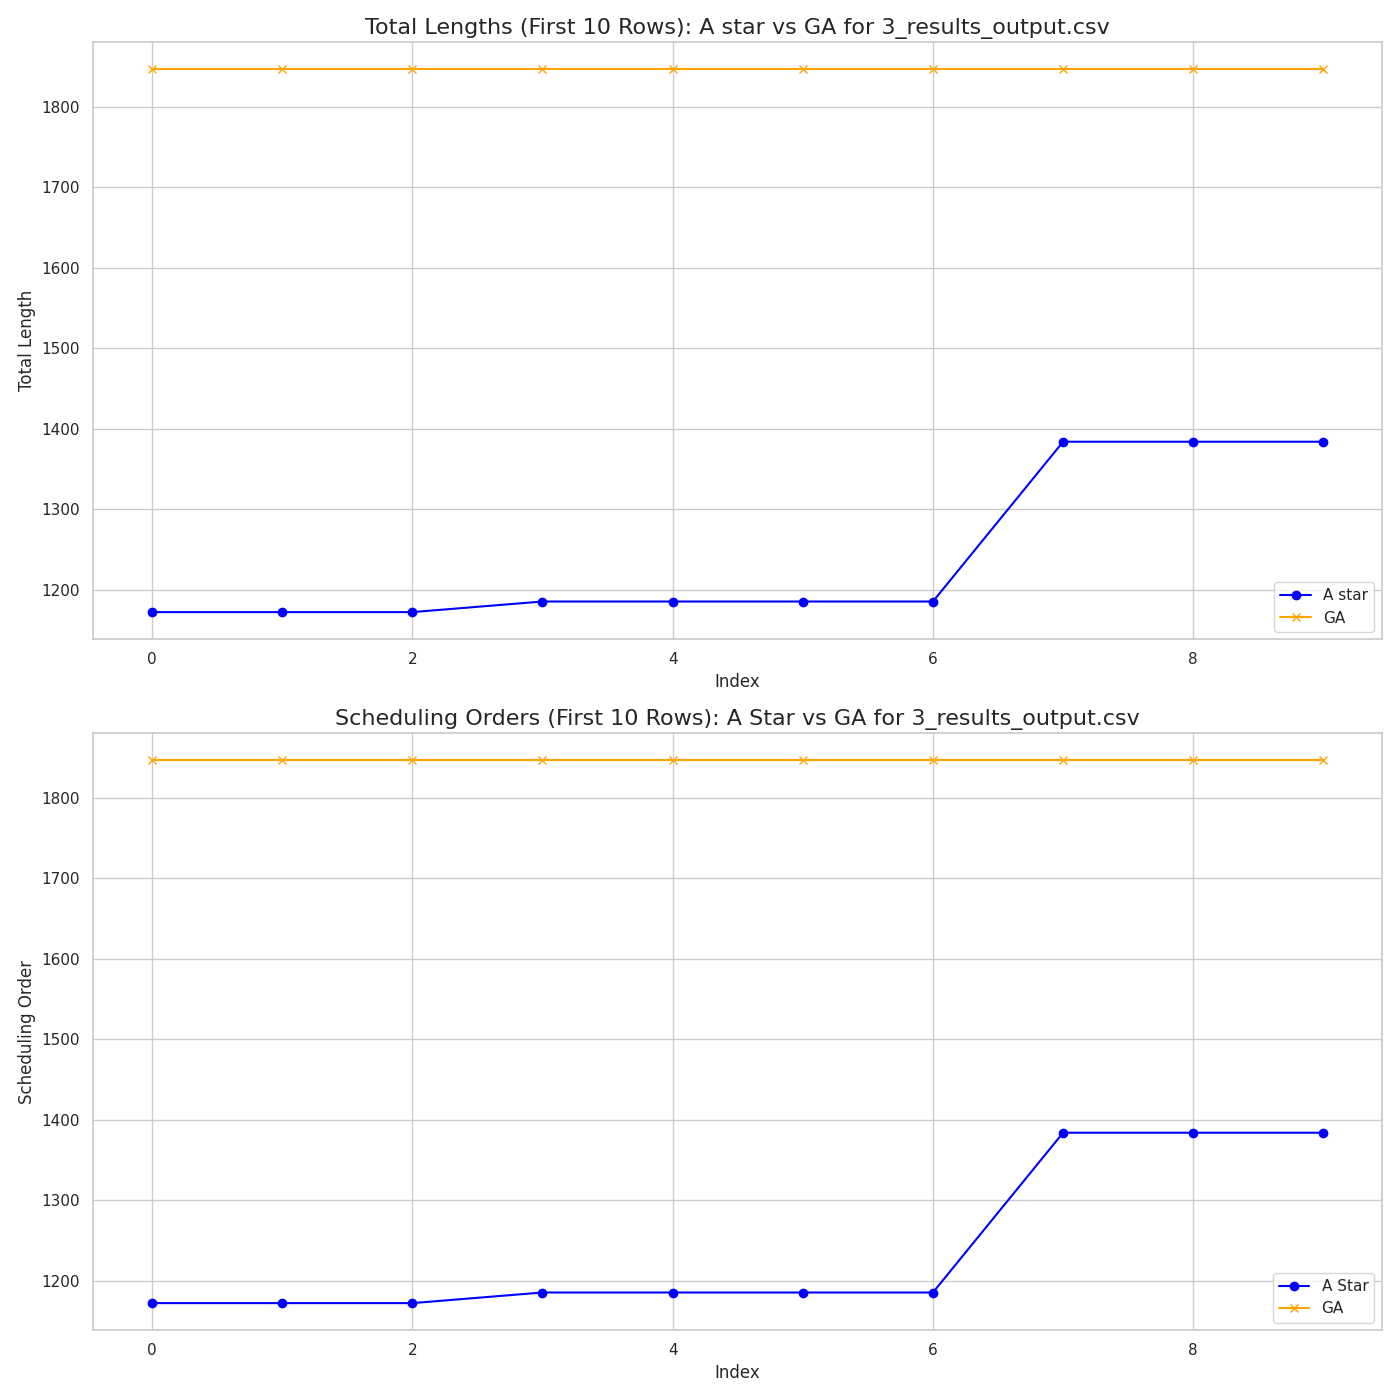 Total Lengths (First 10 Rows): A star vs GA for 3_results_output.csv
1800
1700
1600
1500
1400
1300
1200
Total Length
A star
GA
0 2 4 6 8
Index
Scheduling Orders (First 10 Rows): A Star vs GA for 3_results_output.csv
1800
1700
1600
1500
1400
1300
1200
Scheduling Order
A Star
GA
0 2 4 6 8
Index